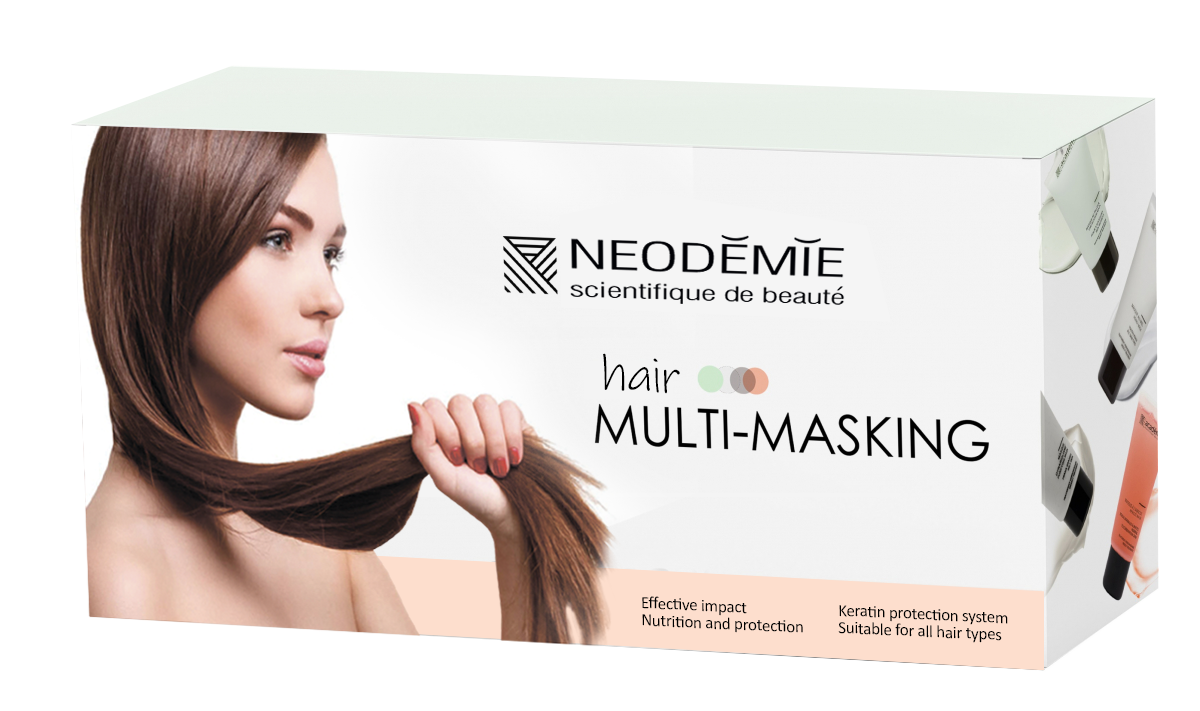 NEODĔMĬE
scientifique de beauté
hair
MULTI-MASKING
Effective impact
Nutrition and protection
Keratin protection system
Suitable for all hair types